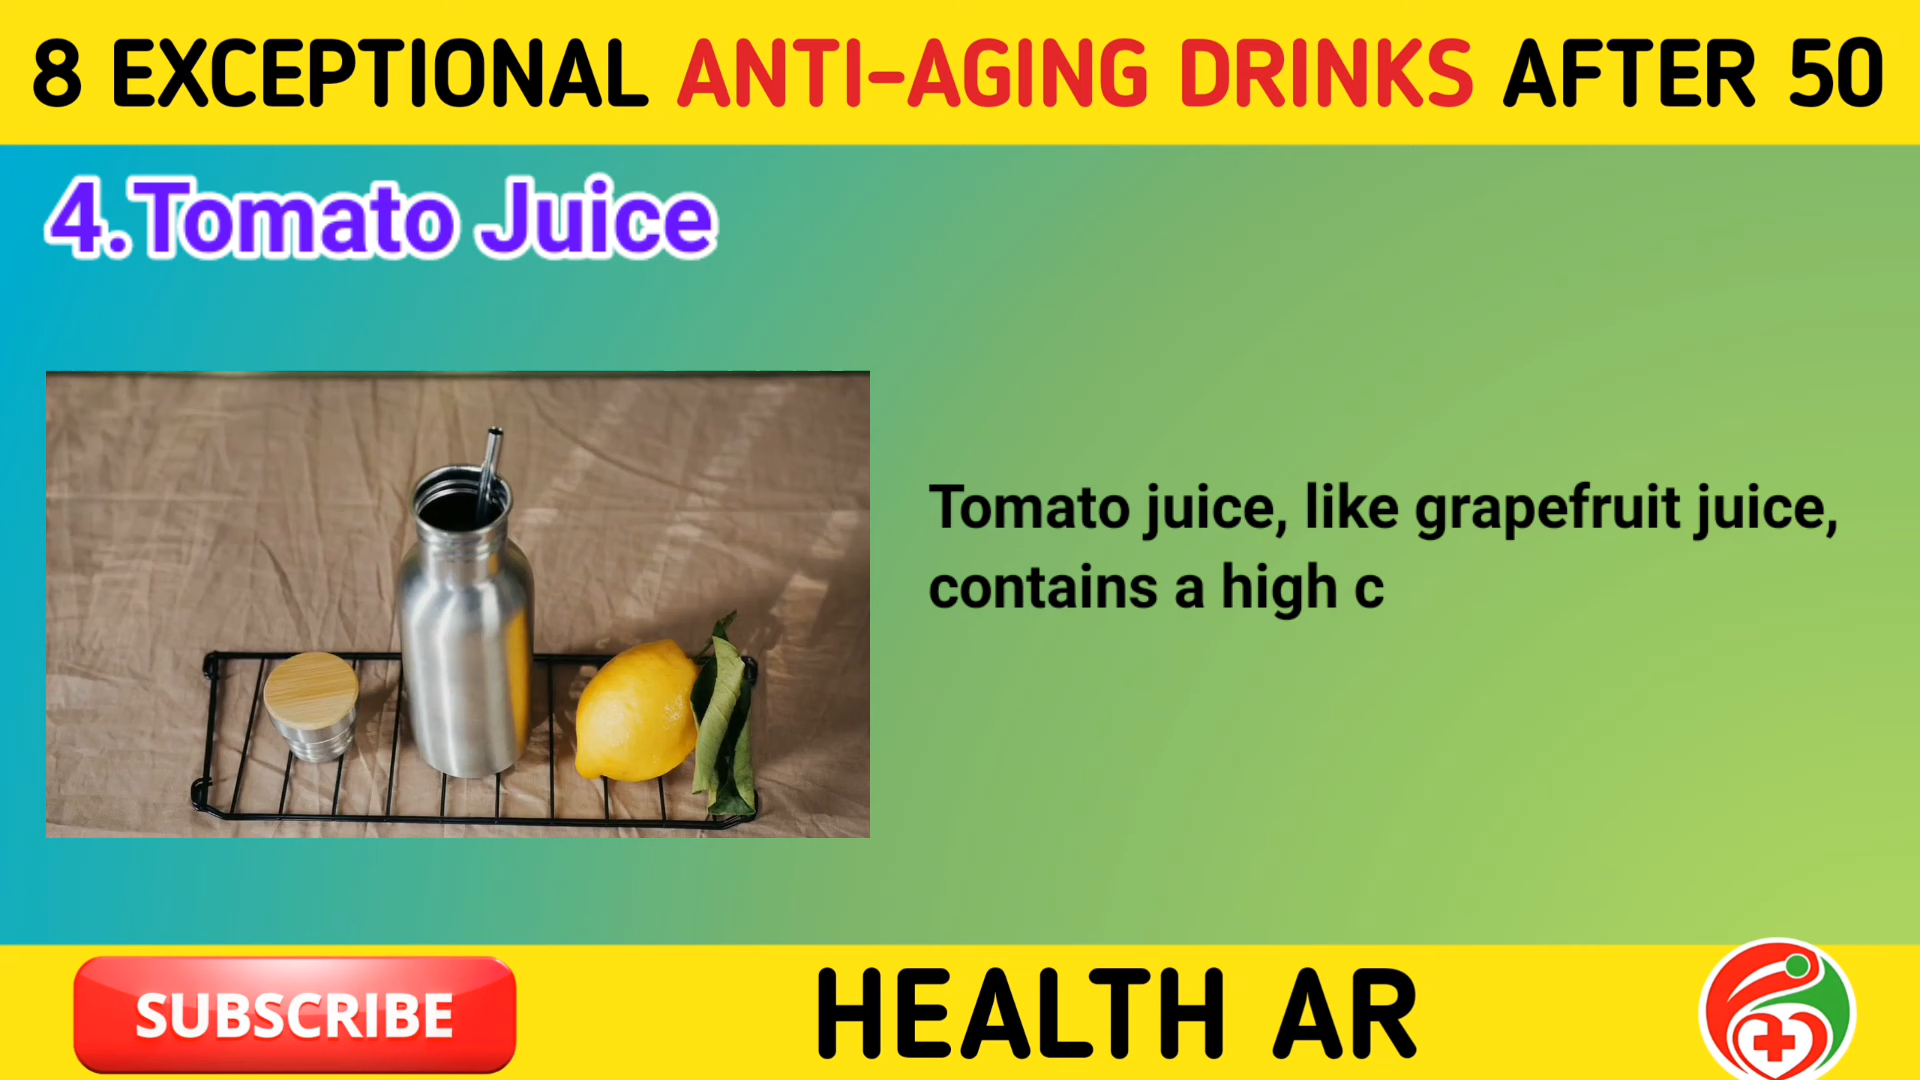 8 EXCEPTIONAL ANTI-AGING DRINKS AFTER 50
4.Tomato Juice
Tomato juice, like grapefruit juice,
contains a high c
SUBSCRIBE
HEALTH AR